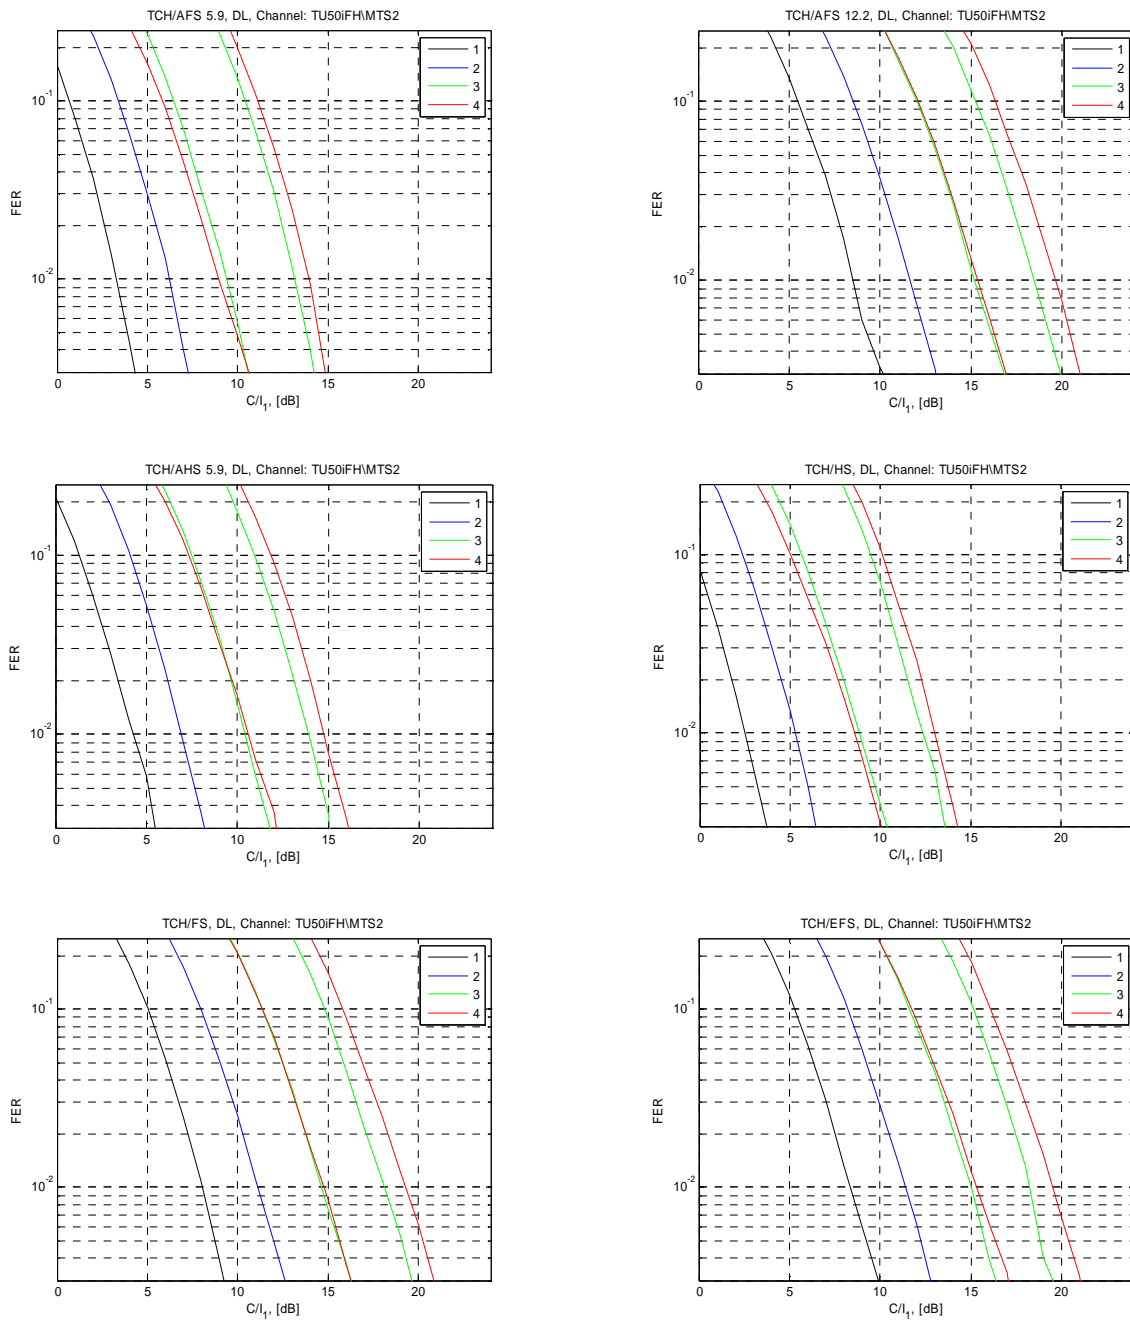 TCH/AFS 5.9, DL, Channel: TU50iFH\MTS2
1
2
3
4
10^-1
10^-2
FER
0 5 10 15 20
C/I_1, [dB]
TCH/AFS 12.2, DL, Channel: TU50iFH\MTS2
1
2
3
4
10^-1
10^-2
FER
0 5 10 15 20
C/I_1, [dB]
TCH/AHS 5.9, DL, Channel: TU50iFH\MTS2
1
2
3
4
10^-1
10^-2
FER
0 5 10 15 20
C/I_1, [dB]
TCH/HS, DL, Channel: TU50iFH\MTS2
1
2
3
4
10^-1
10^-2
FER
0 5 10 15 20
C/I_1, [dB]
TCH/FS, DL, Channel: TU50iFH\MTS2
1
2
3
4
10^-1
10^-2
FER
0 5 10 15 20
C/I_1, [dB]
TCH/EFS, DL, Channel: TU50iFH\MTS2
1
2
3
4
10^-1
10^-2
FER
0 5 10 15 20
C/I_1, [dB]